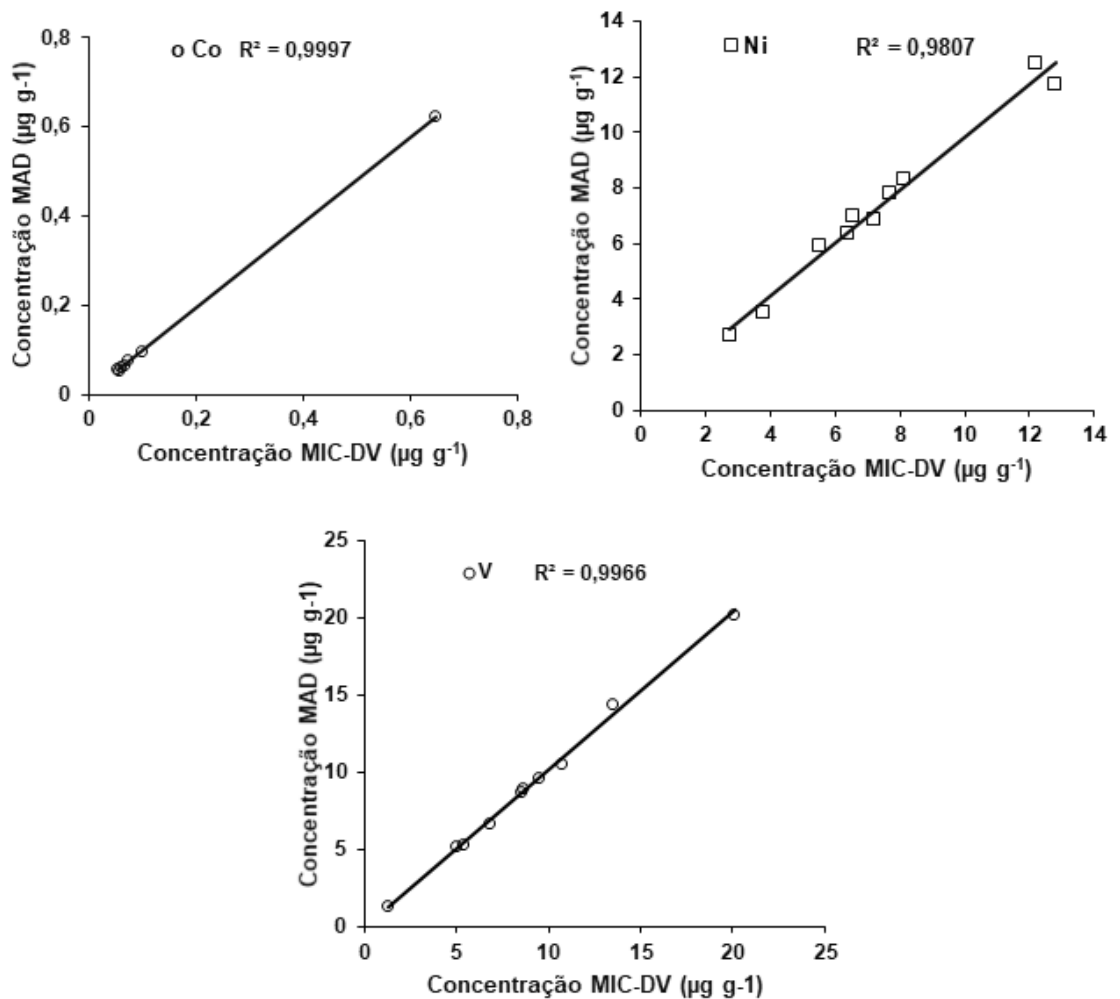 o Co R² = 0,9997
Concentração MAD (µg g-1)
0,8
0,6
0,4
0,2
0
0 0,2 0,4 0,6 0,8
Concentração MIC-DV (µg g⁻¹)
Ni R² = 0,9807
Concentração MAD (µg g⁻¹)
14
12
10
8
6
4
2
0
0 2 4 6 8 10 12 14
Concentração MIC-DV (µg g⁻¹)
V R² = 0,9966
Concentração MAD (µg g-1)
25
20
15
10
5
0
0 5 10 15 20 25
Concentração MIC-DV (µg g-1)